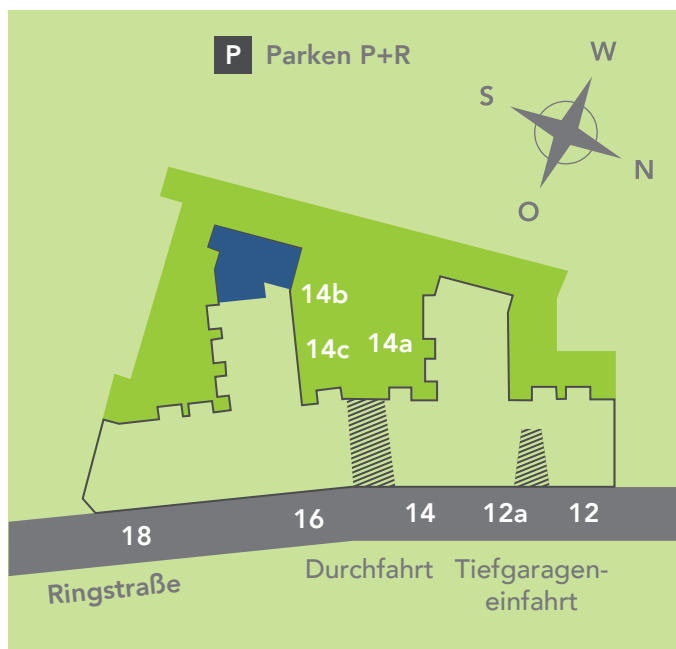 P Parken P+R
W
S
N
O
14b
14c 14a
18 16 14 12a 12
Ringstraße
Durchfahrt
Tiefgaragen-
einfahrt